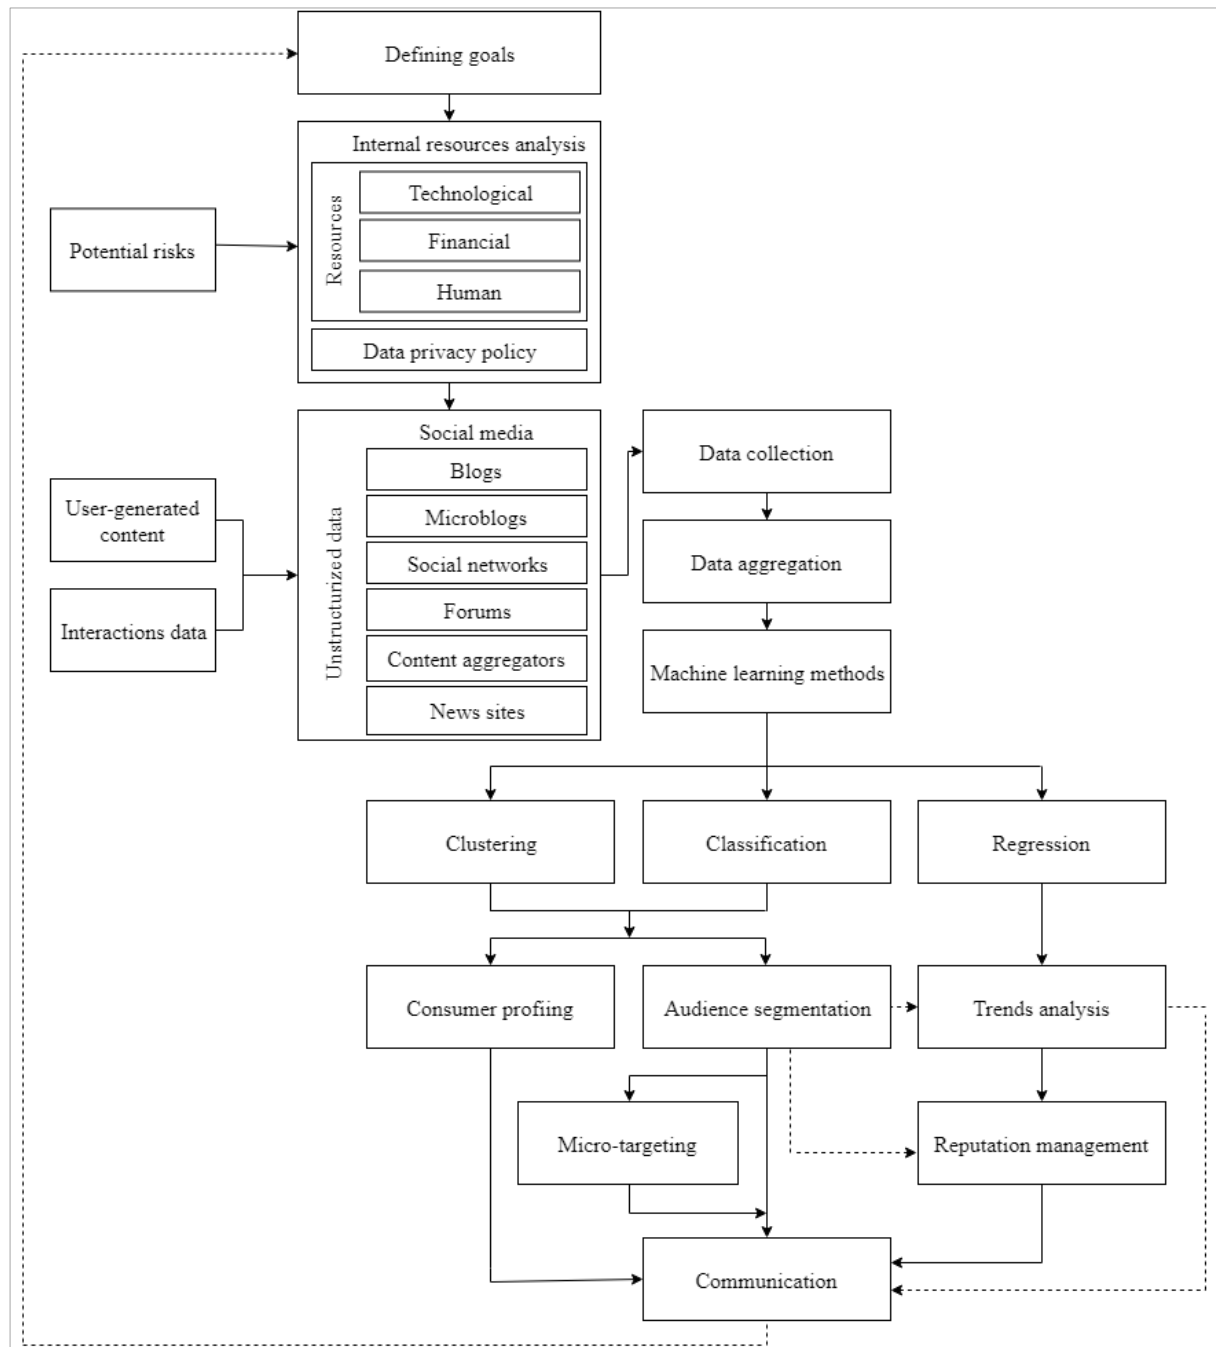 Defining goals
Internal resources analysis
Resources
Technological
Financial
Human
Data privacy policy
Potential risks
Social media
Unstructurized data
Blogs
Microblogs
Social networks
Forums
Content aggregators
News sites
User-generated
content
Interactions data
Data collection
Data aggregation
Machine learning methods
Clustering
Classification
Regression
Consumer profiing
Audience segmentation
Trends analysis
Micro-targeting
Reputation management
Communication